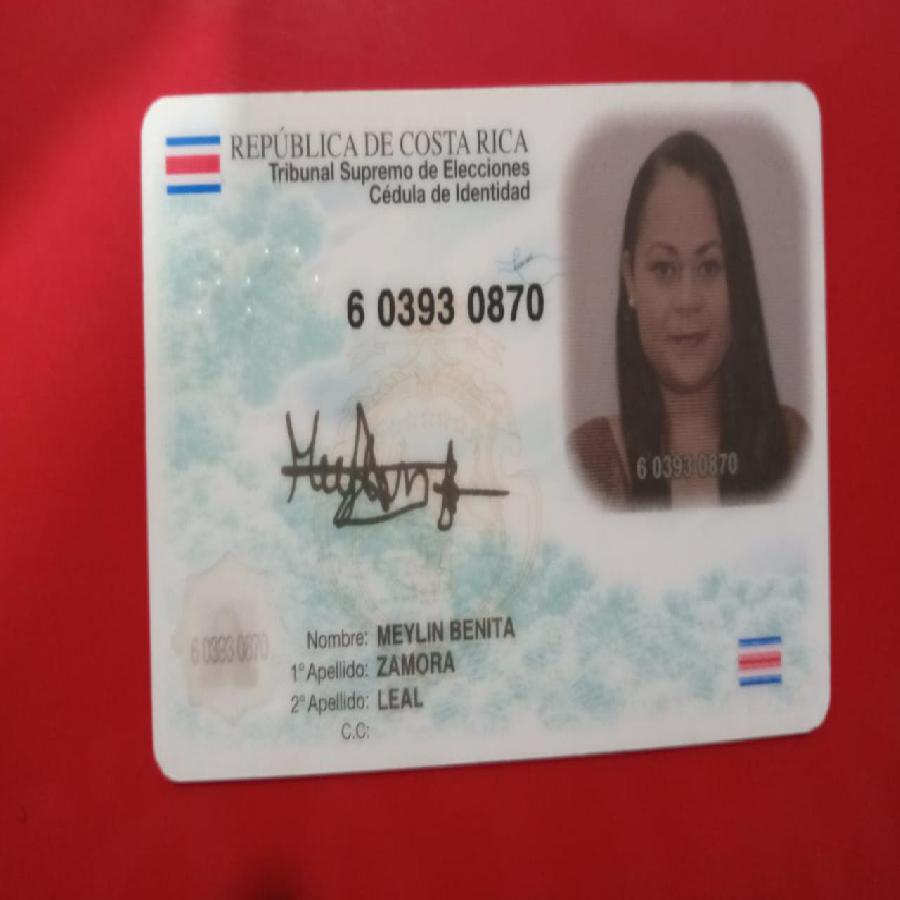 REPÚBLICA DE COSTA RICA
Tribunal Supremo de Elecciones
Cédula de Identidad
6 0393 0870
6 0393 0870
6 0393 0870
Nombre: MEYLIN BENITA
1° Apellido: ZAMORA
2° Apellido: LEAL
C.C: